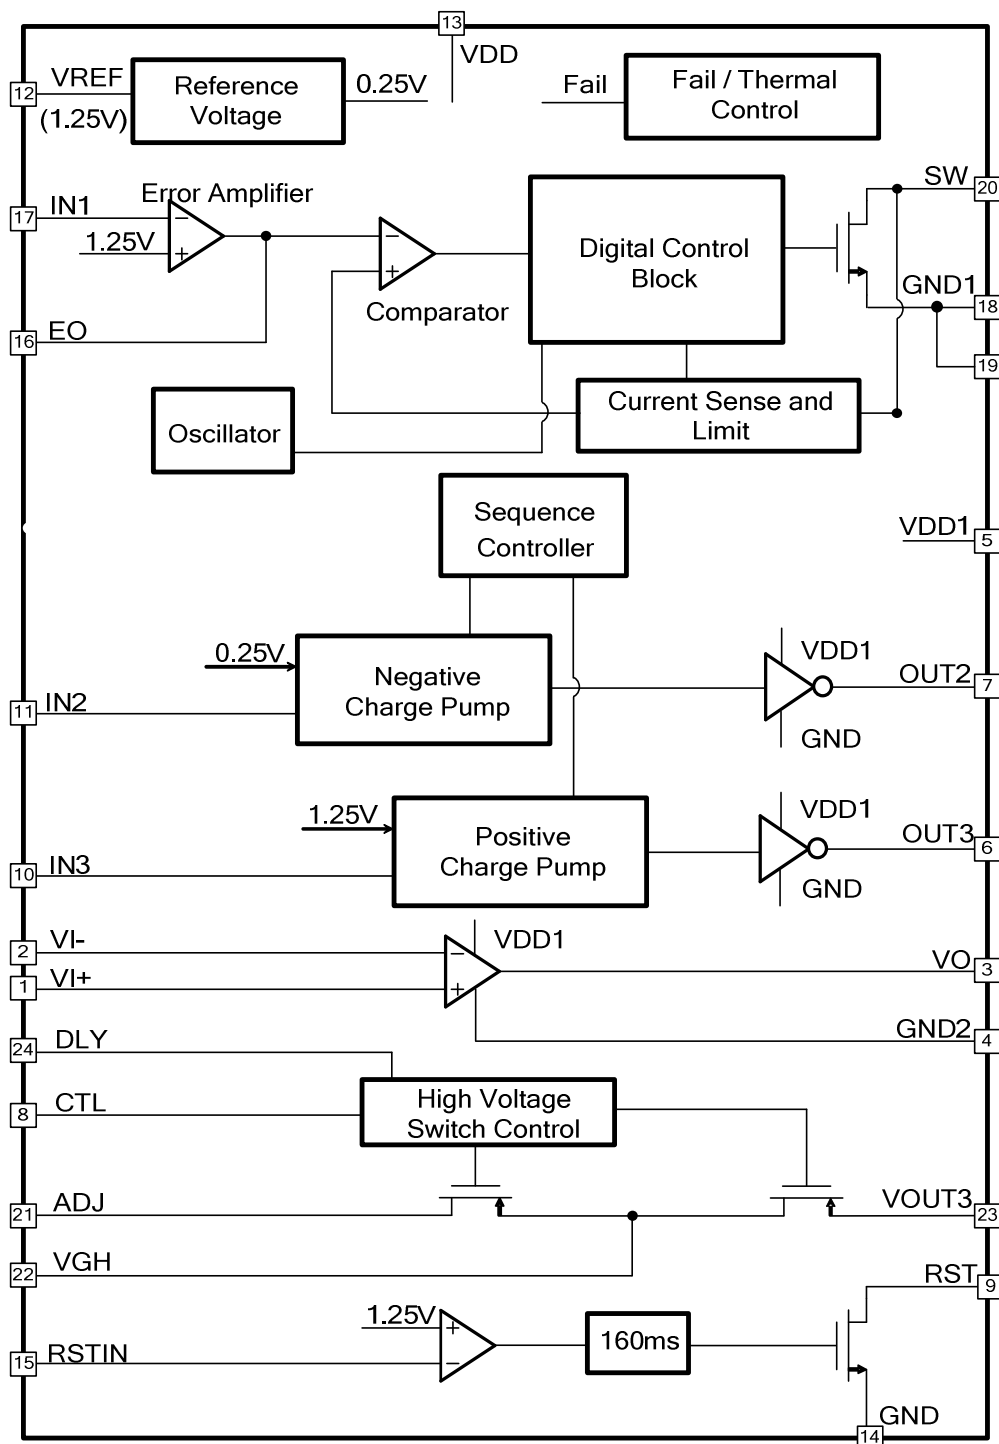 13
VDD
12
VREF
(1.25V)
Reference
Voltage
0.25V
Fail
Fail / Thermal
Control
17
IN1
Error Amplifier
−
1.25V
+
−
+
Comparator
Digital Control
Block
SW
20
GND1
18
19
16
EO
Oscillator
Current Sense and
Limit
Sequence
Controller
VDD1
5
0.25V
Negative
Charge Pump
VDD1
GND
OUT2
7
11
IN2
1.25V
Positive
Charge Pump
VDD1
GND
OUT3
6
10
IN3
2
VI-
1
VI+
−
+
VDD1
VO
3
GND2
4
24
DLY
8
CTL
High Voltage
Switch Control
21
ADJ
VOUT3
23
22
VGH
RST
9
1.25V
+
−
160ms
15
RSTIN
GND
14